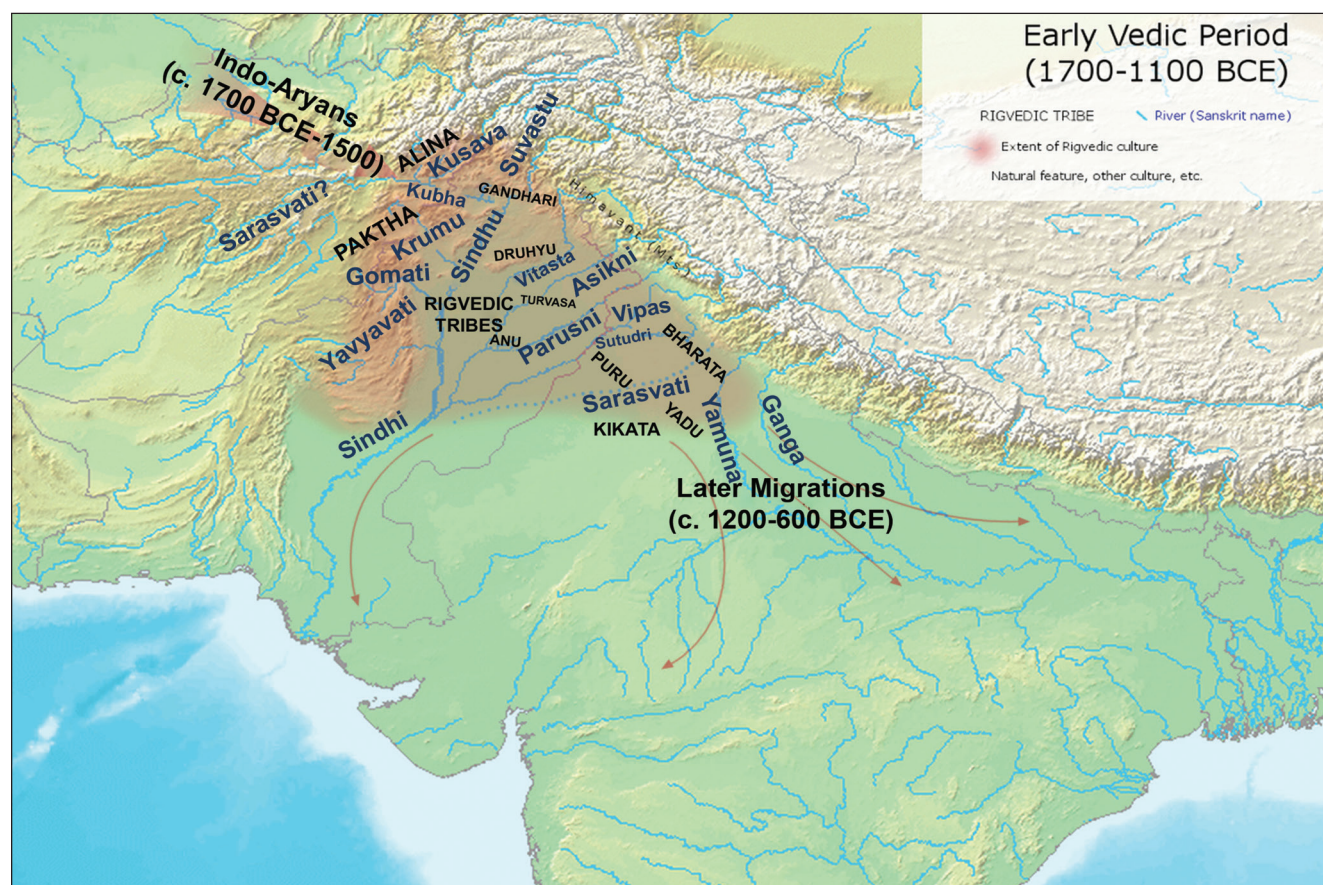 Early Vedic Period
(1700-1100 BCE)
RIGVEDIC TRIBE
River (Sanskrit name)
Extent of Rigvedic culture
Natural feature, other culture, etc.
Indo-Aryans
(c. 1700 BCE-1500)
ALINA
Kusava
Suvastu
Sarasvati?
Kubha
GANDHARI
Himavant (Mts.)
PAKTHA
Krumu
Sindhu
DRUHYU
Gomati
Vitasta
Asikni
Yavyavati
RIGVEDIC
TRIBES
TURVASA
ANU
Parusni
Vipas
Sutudri
BHARATA
PURU
Sarasvati
Sindhi
KIKATA
YADU
Yamuna
Ganga
Later Migrations
(c. 1200-600 BCE)